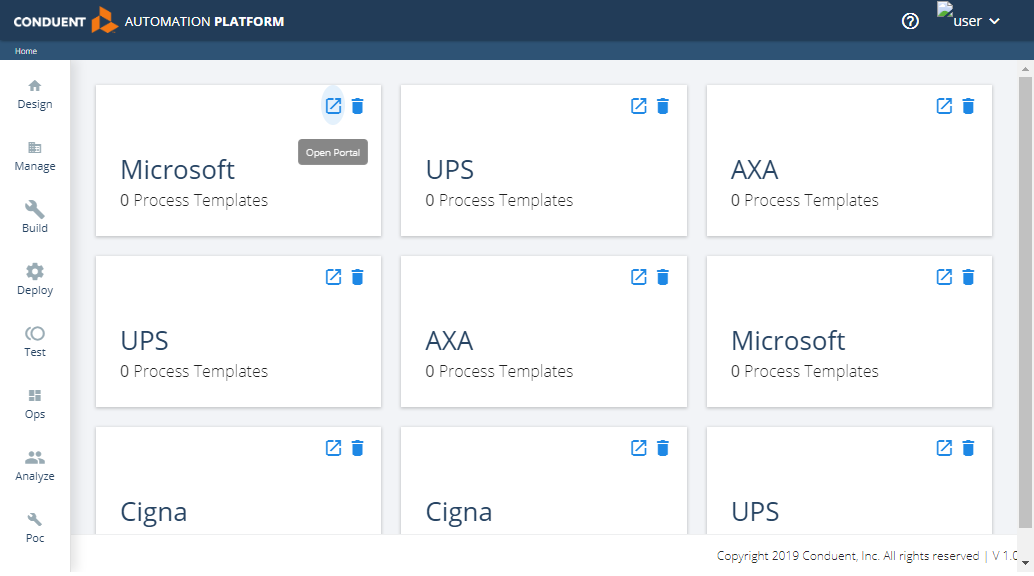 CONDUENT AUTOMATION PLATFORM
user
Home
Design
Manage
Build
Deploy
Test
Ops
Analyze
Poc
Open Portal
Microsoft
0 Process Templates
UPS
0 Process Templates
AXA
0 Process Templates
UPS
0 Process Templates
AXA
0 Process Templates
Microsoft
0 Process Templates
Cigna
Cigna
UPS
Copyright 2019 Conduent, Inc. All rights reserved | V 1.0